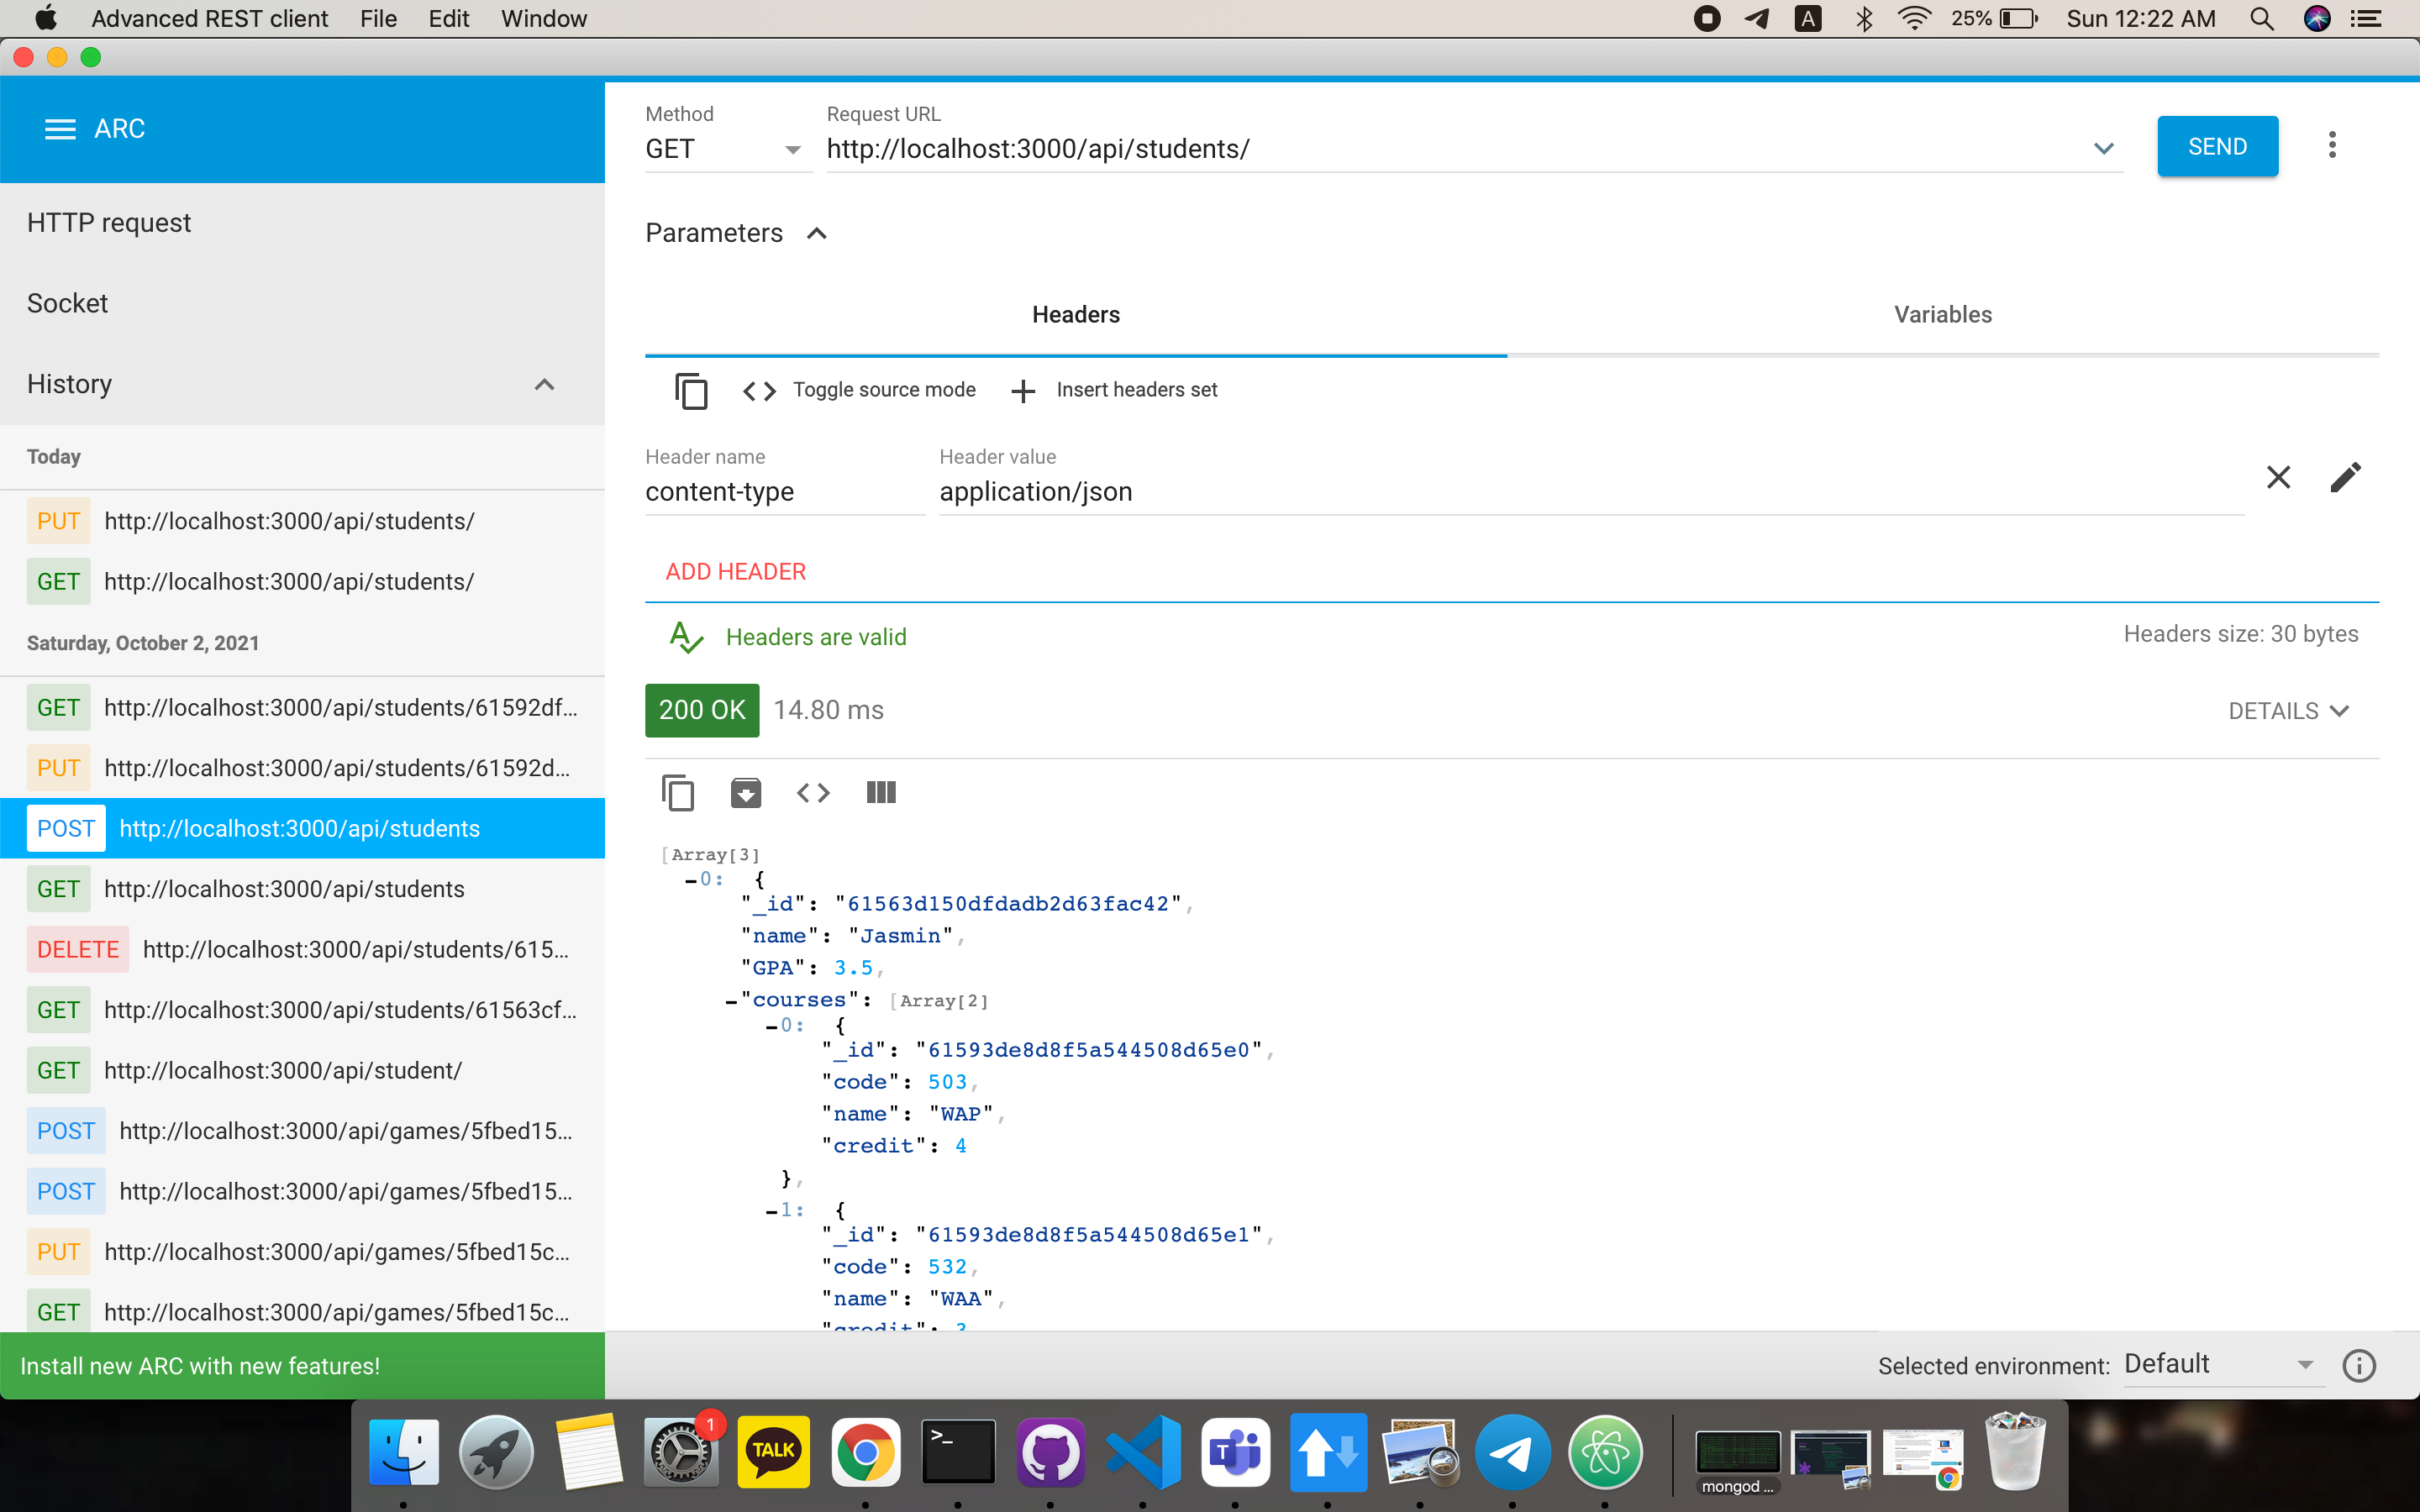 Advanced REST client File Edit Window
A 25% Sun 12:22 AM
ARC
HTTP request
Socket
History
Today
PUT http://localhost:3000/api/students/
GET http://localhost:3000/api/students/
Saturday, October 2, 2021
GET http://localhost:3000/api/students/61592df...
PUT http://localhost:3000/api/students/61592d...
POST http://localhost:3000/api/students
GET http://localhost:3000/api/students
DELETE http://localhost:3000/api/students/615...
GET http://localhost:3000/api/students/61563cf...
GET http://localhost:3000/api/student/
POST http://localhost:3000/api/games/5fbed15...
POST http://localhost:3000/api/games/5fbed15...
PUT http://localhost:3000/api/games/5fbed15c...
GET http://localhost:3000/api/games/5fbed15c...
Install new ARC with new features!
Method
GET
Request URL
http://localhost:3000/api/students/
SEND
Parameters
Headers
Variables
Toggle source mode
Insert headers set
Header name
content-type
Header value
application/json
ADD HEADER
Headers are valid
Headers size: 30 bytes
200 OK 14.80 ms
DETAILS
[Array[3]
-0: {
"_id": "61563d150dfdadb2d63fac42",
"name": "Jasmin",
"GPA": 3.5,
-"courses": [Array[2]
-0: {
"_id": "61593de8d8f5a544508d65e0",
"code": 503,
"name": "WAP",
"credit": 4
},
-1: {
"_id": "61593de8d8f5a544508d65e1",
"code": 532,
"name": "WAA",
"credit": 3
Selected environment: Default
1
TALK
>_
T
mongod ...